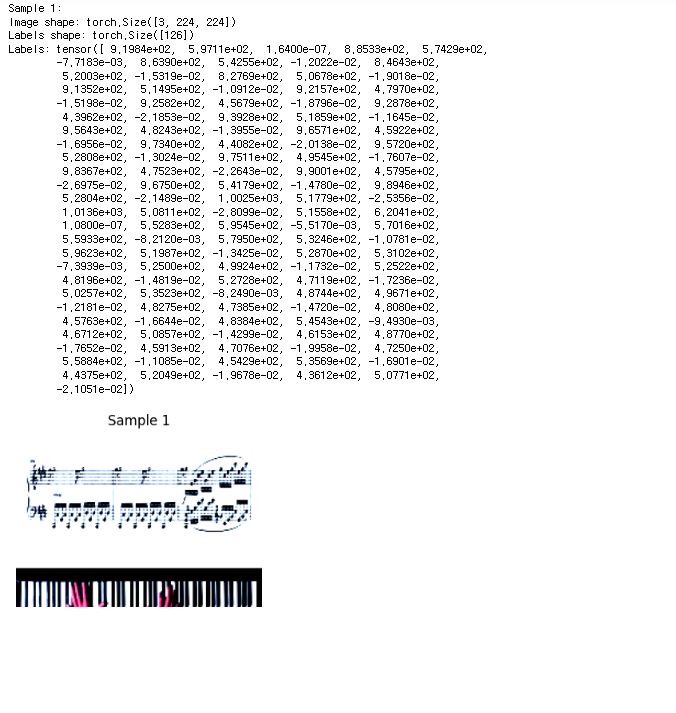 Sample 1:
Image shape: torch.Size([3, 224, 224])
Labels shape: torch.Size([126])
Labels: tensor([ 9.1984e+02, 5.9711e+02, 1.6400e-07, 8.8533e+02, 5.7429e+02,
-7.7183e-03, 8.6390e+02, 5.4255e+02, -1.2022e-02, 8.4643e+02,
5.2003e+02, -1.5319e-02, 8.2769e+02, 5.0678e+02, -1.9018e-02,
9.1352e+02, 5.1495e+02, -1.0912e-02, 9.2157e+02, 4.7970e+02,
-1.5198e-02, 9.2582e+02, 4.5679e+02, -1.8796e-02, 9.2878e+02,
4.3962e+02, -2.1853e-02, 9.3928e+02, 5.1859e+02, -1.1645e-02,
9.5643e+02, 4.8243e+02, -1.3955e-02, 9.6571e+02, 4.5922e+02,
-1.6956e-02, 9.7340e+02, 4.4082e+02, -2.0138e-02, 9.5720e+02,
5.2808e+02, -1.3024e-02, 9.7511e+02, 4.9545e+02, -1.7607e-02,
9.8367e+02, 4.7523e+02, -2.2643e-02, 9.9001e+02, 4.5795e+02,
-2.6975e-02, 9.6750e+02, 5.4179e+02, -1.4780e-02, 9.8946e+02,
5.2804e+02, -2.1489e-02, 1.0025e+03, 5.1779e+02, -2.5356e-02,
1.0136e+03, 5.0811e+02, -2.8099e-02, 5.1558e+02, 6.2041e+02,
1.0800e-07, 5.5283e+02, 5.9545e+02, -5.5170e-03, 5.7016e+02,
5.5933e+02, -8.2120e-03, 5.7950e+02, 5.3246e+02, -1.0781e-02,
5.9623e+02, 5.1987e+02, -1.3425e-02, 5.2870e+02, 5.3102e+02,
-7.3939e-03, 5.2500e+02, 4.9924e+02, -1.1732e-02, 5.2522e+02,
4.8196e+02, -1.4819e-02, 5.2728e+02, 4.7119e+02, -1.7236e-02,
5.0257e+02, 5.3523e+02, -8.2490e-03, 4.8744e+02, 4.9671e+02,
-1.2181e-02, 4.8275e+02, 4.7385e+02, -1.4720e-02, 4.8080e+02,
4.5763e+02, -1.6644e-02, 4.8384e+02, 5.4543e+02, -9.4930e-03,
4.6712e+02, 5.0857e+02, -1.4299e-02, 4.6153e+02, 4.8770e+02,
-1.7652e-02, 4.5913e+02, 4.7076e+02, -1.9958e-02, 4.7250e+02,
5.5884e+02, -1.1085e-02, 4.5429e+02, 5.3569e+02, -1.6901e-02,
4.4375e+02, 5.2049e+02, -1.9678e-02, 4.3612e+02, 5.0771e+02,
-2.1051e-02])
Sample 1